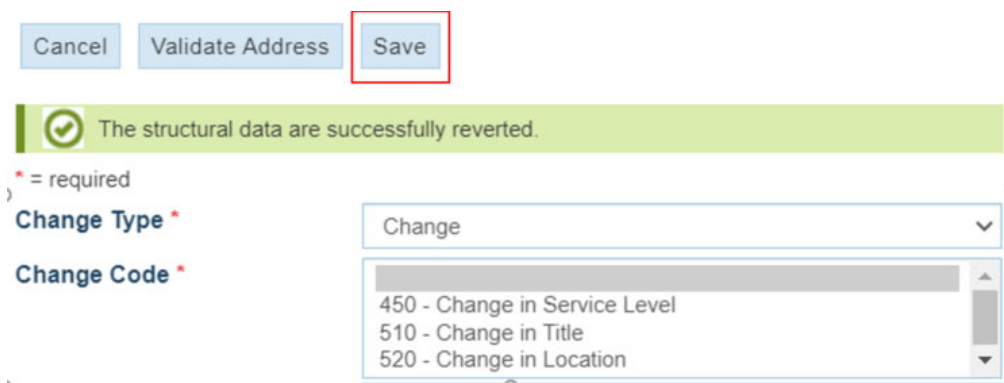 Cancel Validate Address Save
The structural data are successfully reverted.
* = required
Change Type * Change
Change Code *
450 - Change in Service Level
510 - Change in Title
520 - Change in Location